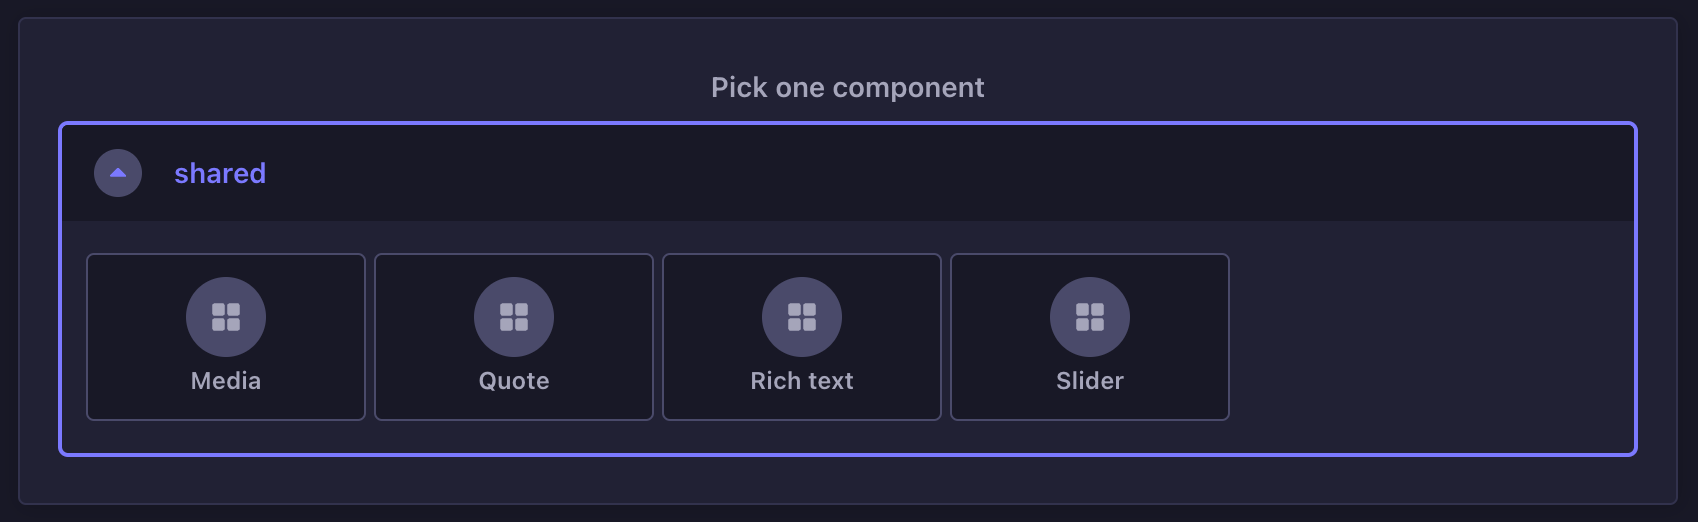 Pick one component
shared
Media
Quote
Rich text
Slider